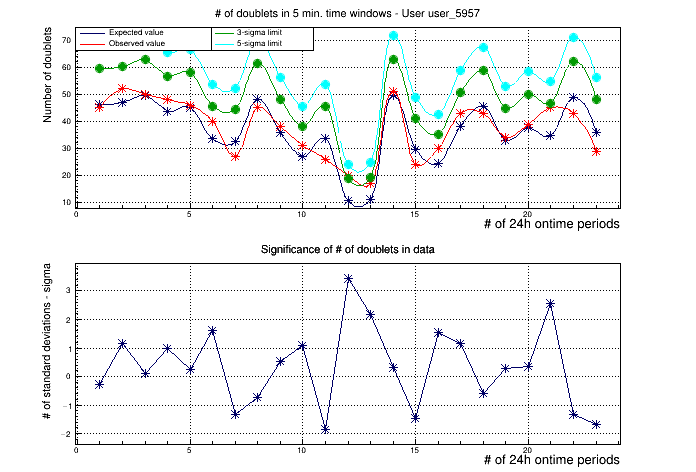 # of doublets in 5 min. time windows - User user_5957
Number of doublets
Expected value
Observed value
3-sigma limit
5-sigma limit
70
60
50
40
30
20
10
0 5 10 15 20
# of 24h ontime periods
Significance of # of doublets in data
# of standard deviations - sigma
3
2
1
0
−1
−2
0 5 10 15 20
# of 24h ontime periods